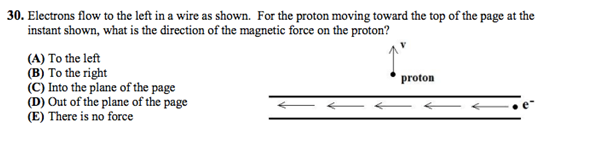 30. Electrons flow to the left in a wire as shown.  For the proton moving toward the top of the page at the
instant shown, what is the direction of the magnetic force on the proton?
v
(A) To the left
(B) To the right
proton
(C) Into the plane of the page
(D) Out of the plane of the page
e-
(E) There is no force